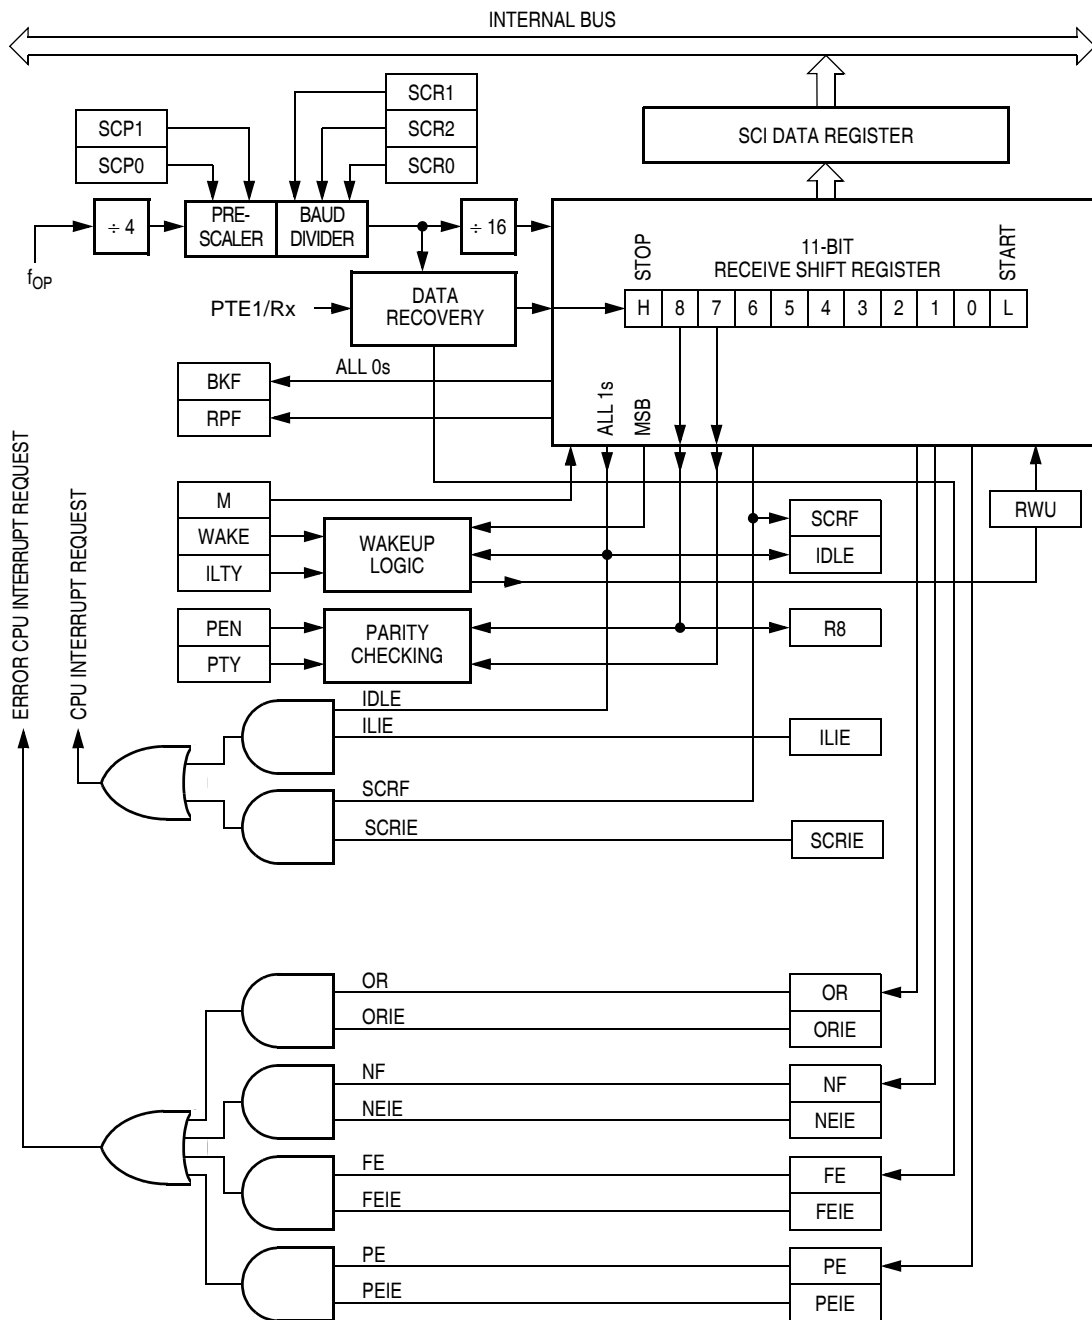 INTERNAL BUS
SCR1
SCR2
SCR0
SCP1
SCP0
SCI DATA REGISTER
÷ 4
PRE-
SCALER
BAUD
DIVIDER
÷ 16
fOP
STOP
11-BIT
RECEIVE SHIFT REGISTER
START
PTE1/Rx
DATA
RECOVERY
H 8 7 6 5 4 3 2 1 0 L
ALL 0s
BKF
RPF
ALL 1s
MSB
ERROR CPU INTERRUPT REQUEST
CPU INTERRUPT REQUEST
M
WAKE
ILTY
WAKEUP
LOGIC
SCRF
IDLE
RWU
PEN
PTY
PARITY
CHECKING
R8
IDLE
ILIE
ILIE
SCRF
SCRIE
SCRIE
OR
OR
ORIE
ORIE
NF
NF
NEIE
NEIE
FE
FE
FEIE
FEIE
PE
PE
PEIE
PEIE